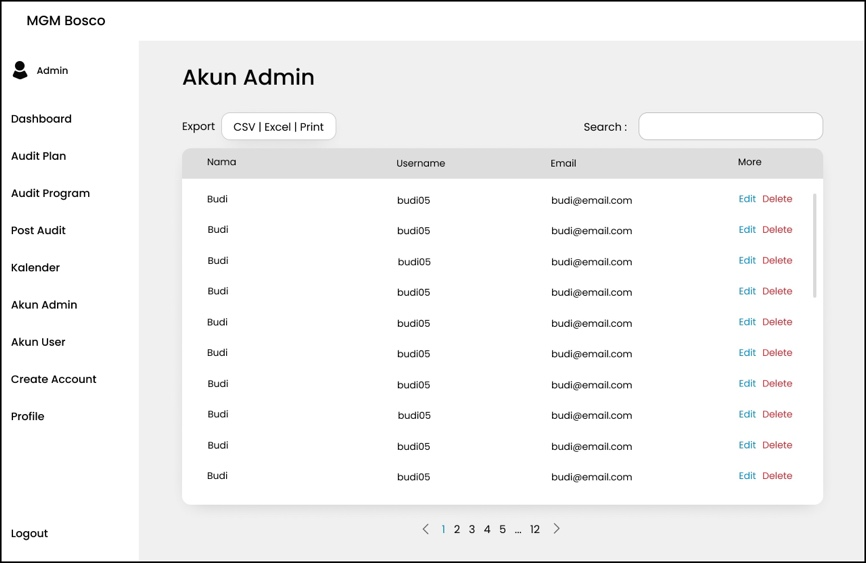 MGM Bosco
Admin
Dashboard
Audit Plan
Audit Program
Post Audit
Kalender
Akun Admin
Akun User
Create Account
Profile
Logout
Akun Admin
Export CSV | Excel | Print Search :
Nama Username Email More
Budi budi05 budi@email.com Edit Delete
Budi budi05 budi@email.com Edit Delete
Budi budi05 budi@email.com Edit Delete
Budi budi05 budi@email.com Edit Delete
Budi budi05 budi@email.com Edit Delete
Budi budi05 budi@email.com Edit Delete
Budi budi05 budi@email.com Edit Delete
Budi budi05 budi@email.com Edit Delete
Budi budi05 budi@email.com Edit Delete
Budi budi05 budi@email.com Edit Delete
< 1 2 3 4 5 ... 12 >